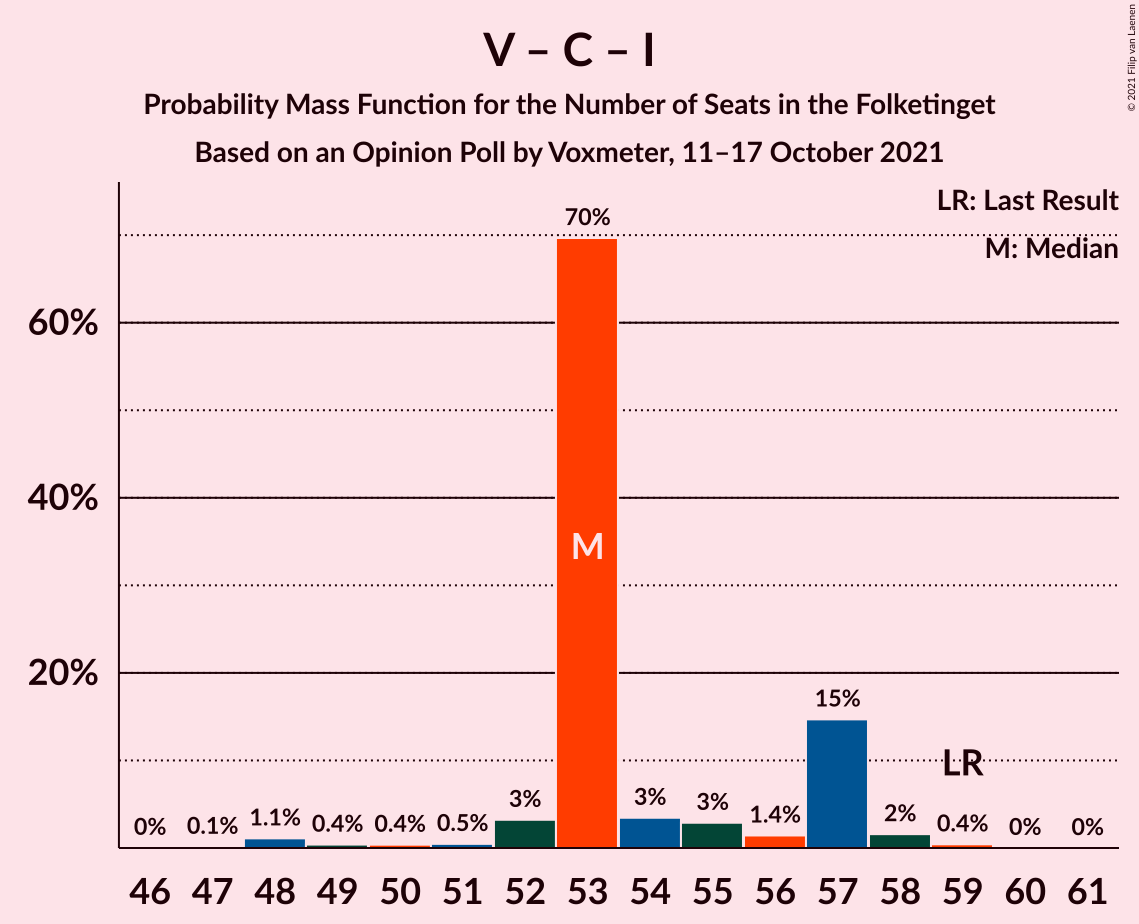 V – C – I
Probability Mass Function for the Number of Seats in the Folketinget
Based on an Opinion Poll by Voxmeter, 11–17 October 2021
© 2021 Filip van Laenen
LR: Last Result
M: Median
60%
40%
20%
0%
0.1%
1.1%
0.4%
0.4%
0.5%
3%
70%
M
3%
3%
1.4%
15%
2%
LR
0.4%
0%
0%
46 47 48 49 50 51 52 53 54 55 56 57 58 59 60 61